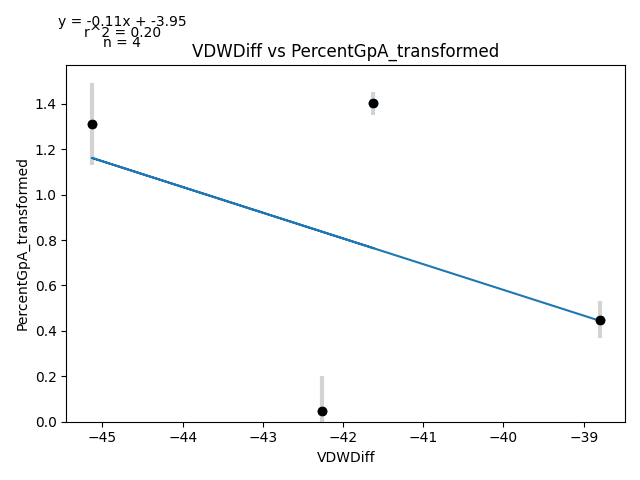 y = -0.11x + -3.95
r^2 = 0.20
n = 4
VDWDiff vs PercentGpA_transformed
1.4
1.2
1.0
0.8
0.6
0.4
0.2
0.0
PercentGpA_transformed
−45
−44
−43
−42
−41
−40
−39
VDWDiff